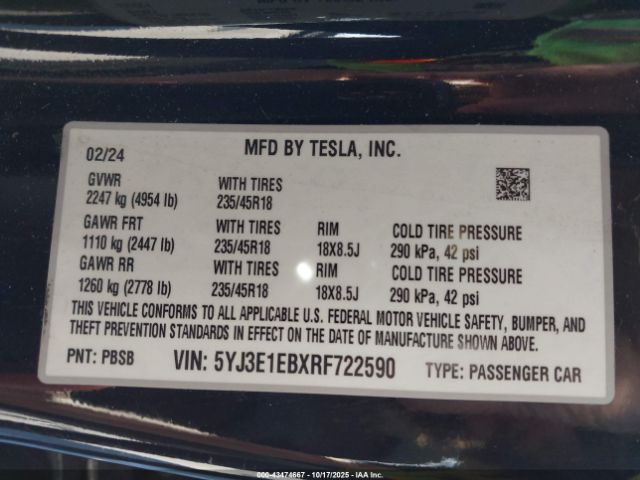 MFD BY TESLA, INC.
02/24
GVWR
2247 kg (4954 lb)
WITH TIRES
235/45R18
GAWR FRT
1110 kg (2447 lb)
WITH TIRES
235/45R18
RIM
18X8.5J
COLD TIRE PRESSURE
290 kPa, 42 psi
GAWR RR
1260 kg (2778 lb)
WITH TIRES
235/45R18
RIM
18X8.5J
COLD TIRE PRESSURE
290 kPa, 42 psi
THIS VEHICLE CONFORMS TO ALL APPLICABLE U.S. FEDERAL MOTOR VEHICLE SAFETY, BUMPER, AND
THEFT PREVENTION STANDARDS IN EFFECT ON THE DATE OF MANUFACTURE SHOWN ABOVE.
PNT: PBSB
VIN: 5YJ3E1EBXRF722590
TYPE: PASSENGER CAR
000-43474667 - 10/17/2025 - IAA Inc.